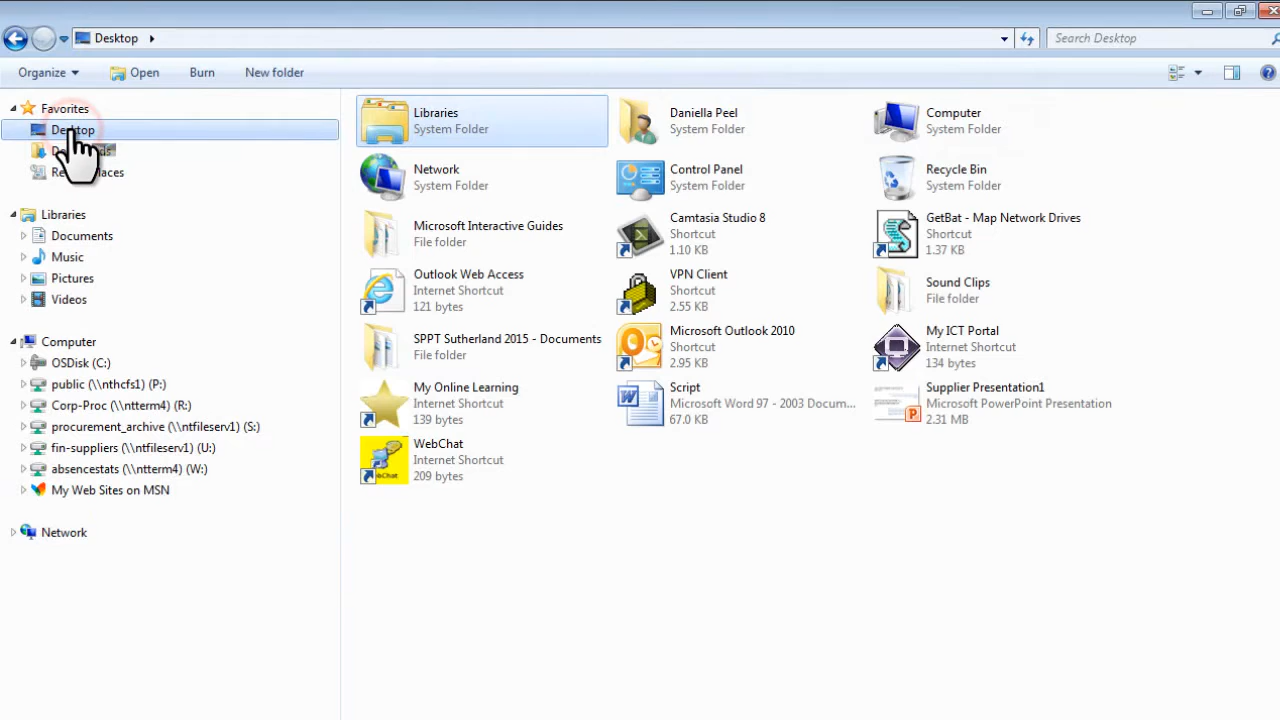 Desktop
Search Desktop
Organize
Open
Burn
New folder
Favorites
Desktop
Libraries
Documents
Music
Pictures
Videos
Computer
OSDisk (C:)
public (\\nthcfs1) (P:)
Corp-Proc (\\ntterm4) (R:)
procurement_archive (\\ntfileserv1) (S:)
fin-suppliers (\\ntfileserv1) (U:)
absencestats (\\ntterm4) (W:)
My Web Sites on MSN
Network
Libraries
System Folder
Daniella Peel
System Folder
Computer
System Folder
Network
System Folder
Control Panel
System Folder
Recycle Bin
System Folder
Microsoft Interactive Guides
File folder
Camtasia Studio 8
Shortcut
1.10 KB
GetBat - Map Network Drives
Shortcut
1.37 KB
Outlook Web Access
Internet Shortcut
121 bytes
VPN Client
Shortcut
2.55 KB
Sound Clips
File folder
SPPT Sutherland 2015 - Documents
File folder
Microsoft Outlook 2010
Shortcut
2.95 KB
My ICT Portal
Internet Shortcut
134 bytes
My Online Learning
Internet Shortcut
139 bytes
Script
Microsoft Word 97 - 2003 Docum...
67.0 KB
Supplier Presentation1
Microsoft PowerPoint Presentation
2.31 MB
WebChat
Internet Shortcut
209 bytes